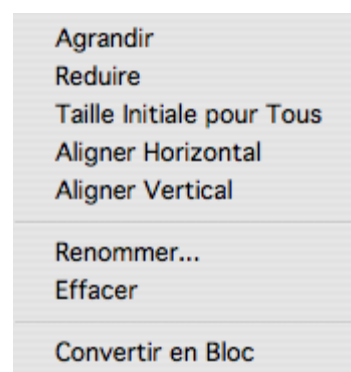 Agrandir
Reduire
Taille Initiale pour Tous
Aligner Horizontal
Aligner Vertical
Renommer...
Effacer
Convertir en Bloc